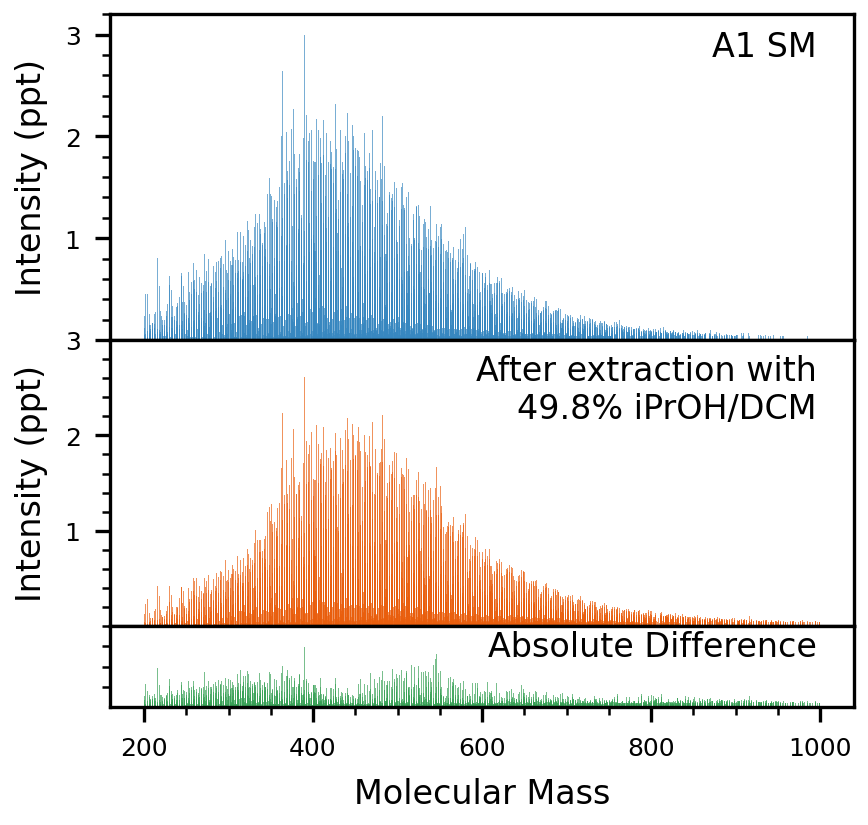 A1 SM
Intensity (ppt)
3
2
1
3
After extraction with
49.8% iPrOH/DCM
Intensity (ppt)
2
1
Absolute Difference
200 400 600 800 1000
Molecular Mass